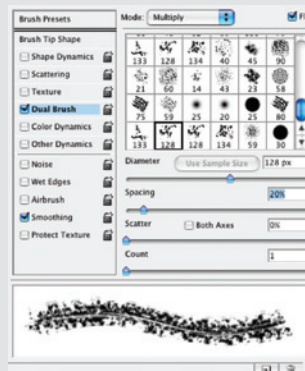 Brush Presets
Mode: Multiply
Fl
Brush Tip Shape
Shape Dynamics
Scattering
Texture
Dual Brush
Color Dynamics
Other Dynamics
Noise
Wet Edges
Airbrush
Smoothing
Protect Texture
133 128 134 40 45 90
21 60 14 43 23 58
75 59 25 20 25 80
133 128 128 134 59 30
Diameter Use Sample Size 128 px
Spacing 20%
Scatter Both Axes 0%
Count 1